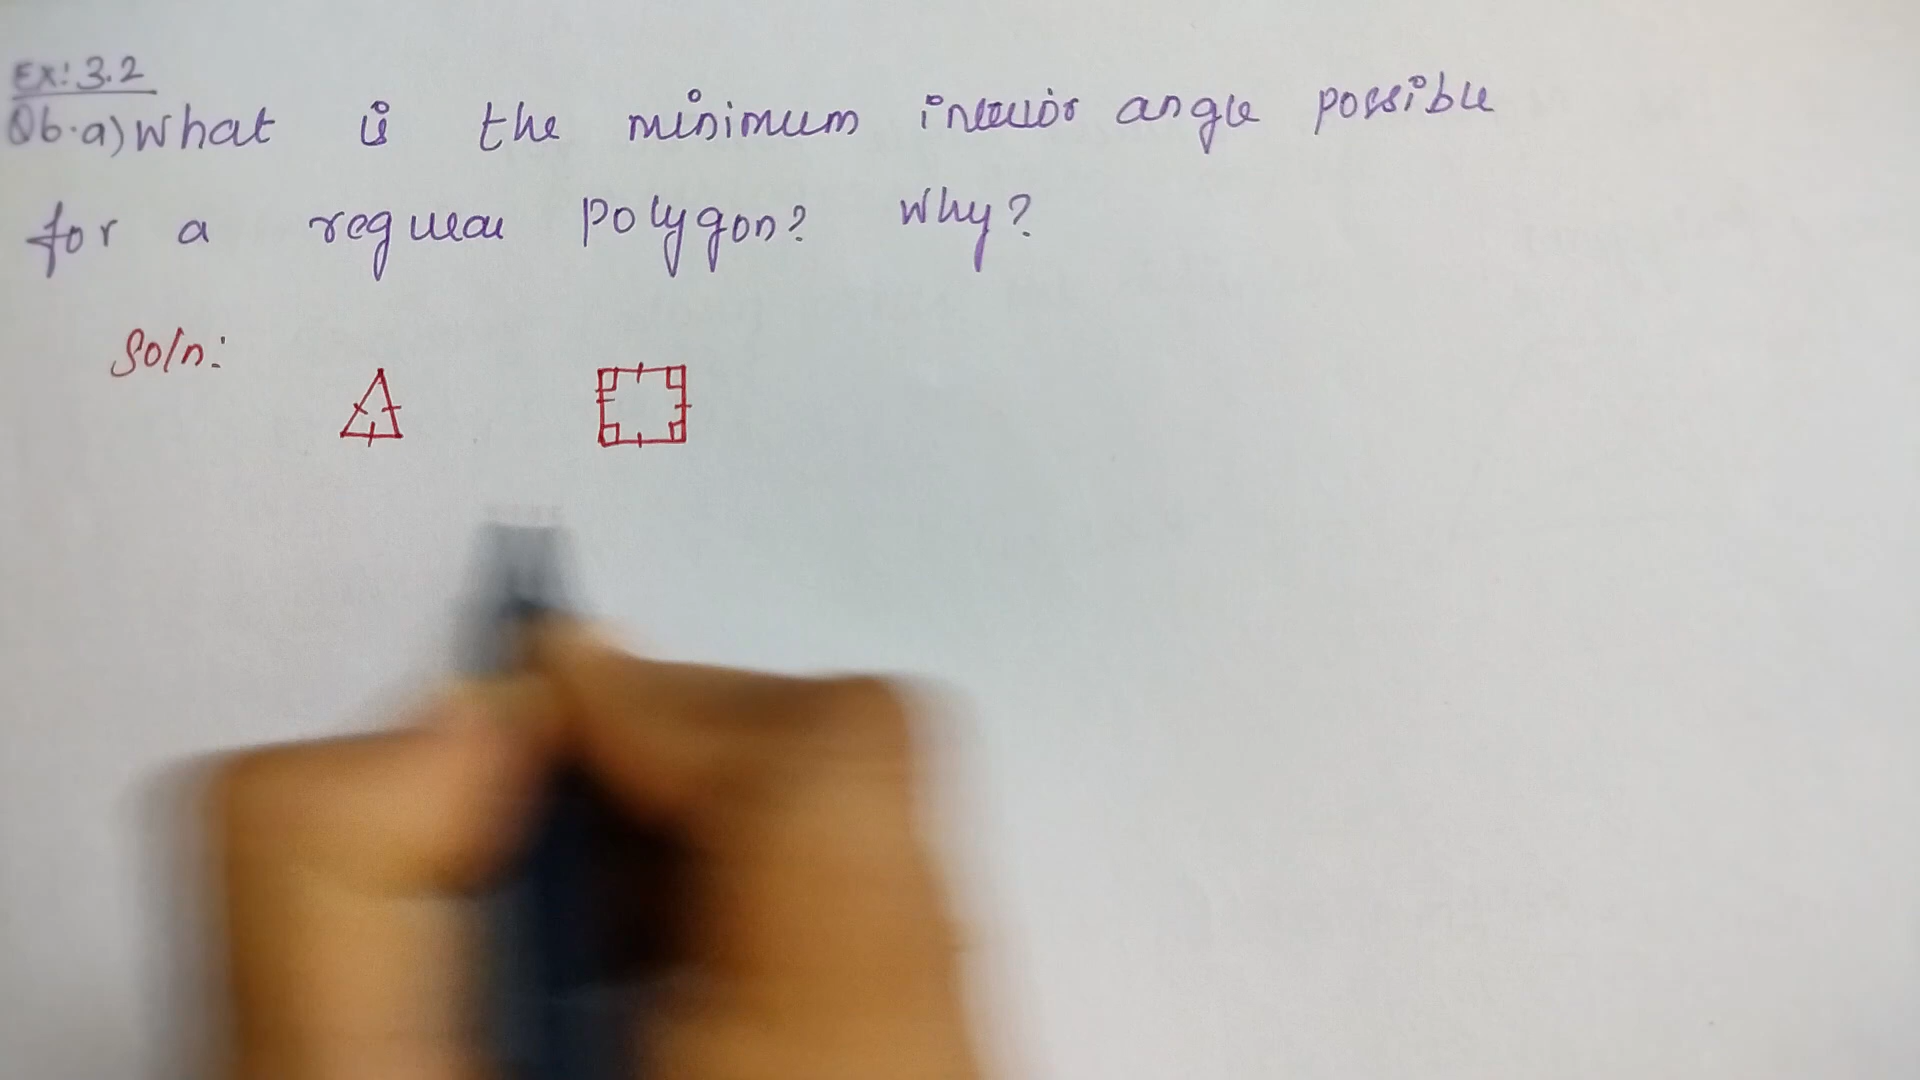 Ex: 3.2
Q6.a) What is the minimum interior angle possible
for a regular polygon? Why?
Soln: